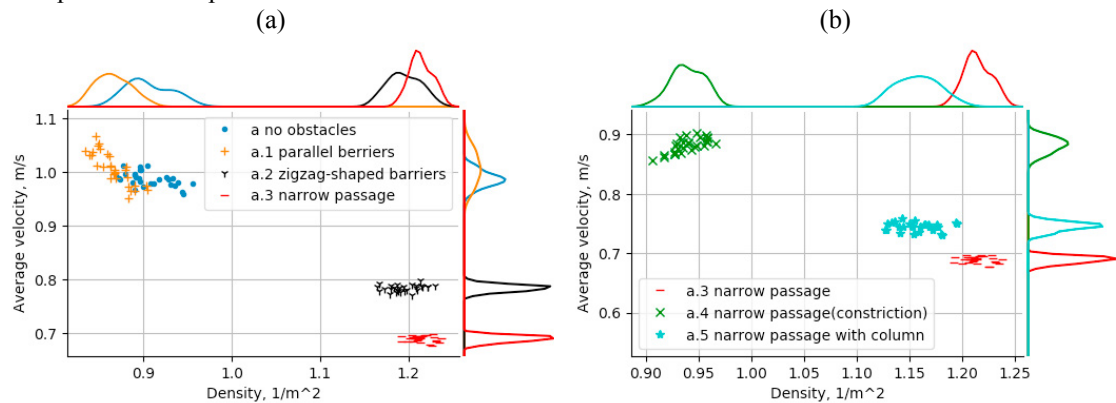 (a)
(b)
1.1
1.0
0.9
0.8
0.7
Average velocity, m/s
a no obstacles
a.1 parallel berriers
a.2 zigzag-shaped barriers
a.3 narrow passage
0.9
1.0
1.1
1.2
Density, 1/m^2
0.9
0.8
0.7
0.6
Average velocity, m/s
a.3 narrow passage
a.4 narrow passage(constriction)
a.5 narrow passage with column
0.90
0.95
1.00
1.05
1.10
1.15
1.20
1.25
Density, 1/m^2